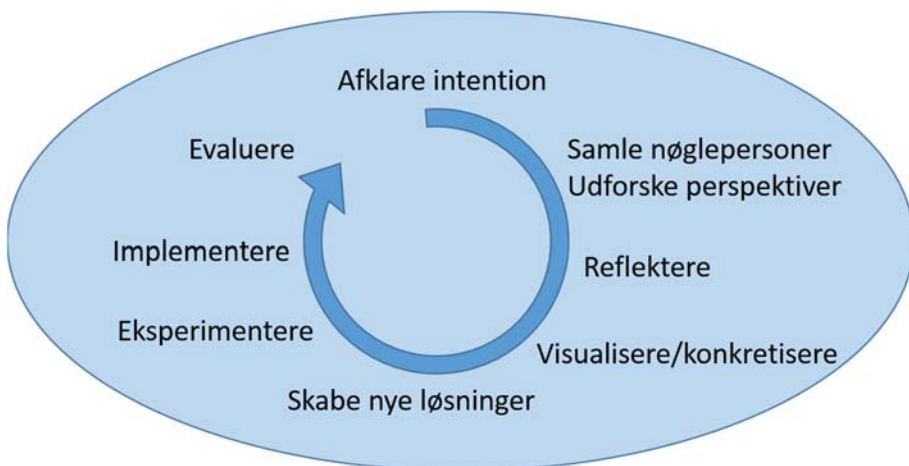 Afklare intention
Samle nøglepersoner
Udforske perspektiver
Reflektere
Visualisere/konkretisere
Skabe nye løsninger
Eksperimentere
Implementere
Evaluere